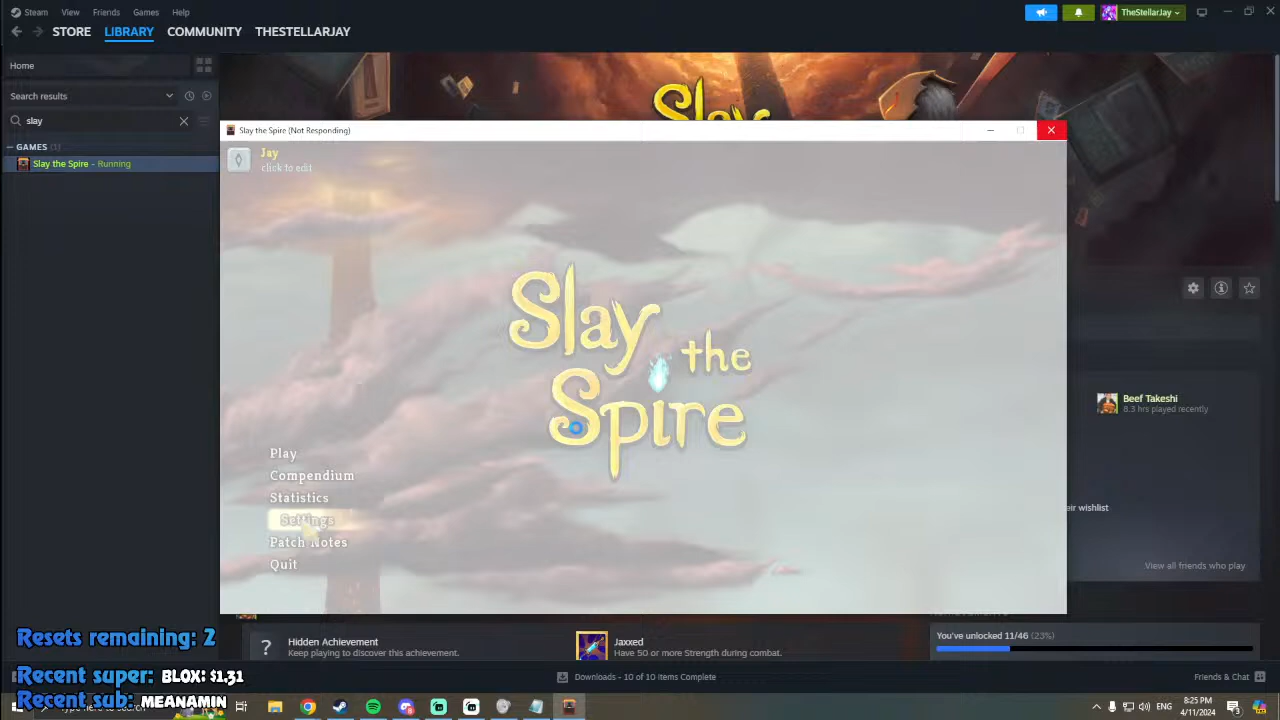 Steam View Friends Games Help
TheStellarJay
STORE LIBRARY COMMUNITY THESTELLARJAY
Home
Search results
slay
GAMES (1)
Slay the Spire - Running
Slay
Slay the Spire (Not Responding)
Jay
click to edit
Slay
the
Spire
Play
Compendium
Statistics
Settings
Patch Notes
Quit
Beef Takeshi
8.3 hrs played recently
eir wishlist
View all friends who play
Hidden Achievement
Keep playing to discover this achievement.
Jaxxed
Have 50 or more Strength during combat.
You've unlocked 11/46 (23%)
Resets remaining: 2
Recent super: BLOX: $1.31
Recent sub: MEANAMIN
Downloads - 10 of 10 Items Complete
Friends & Chat
8:25 PM
4/11/2024